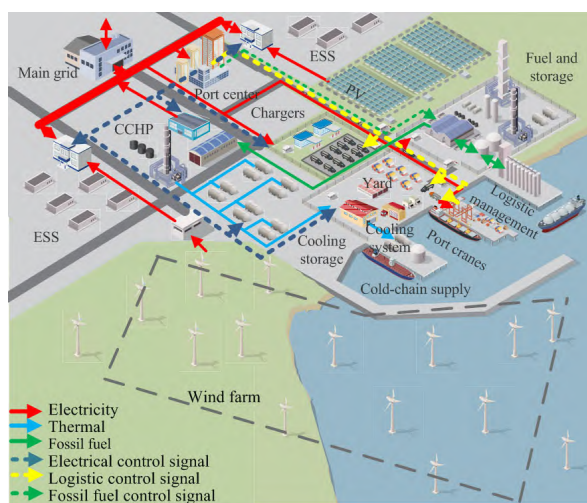 ESS
Fuel and
storage
Main grid
Port center
PV
Chargers
CCHP
Yard
Logistic
management
ESS
Cooling
storage
Cooling
system
Port cranes
Cold-chain supply
Wind farm
Electricity
Thermal
Fossil fuel
Electrical control signal
Logistic control signal
Fossil fuel control signal